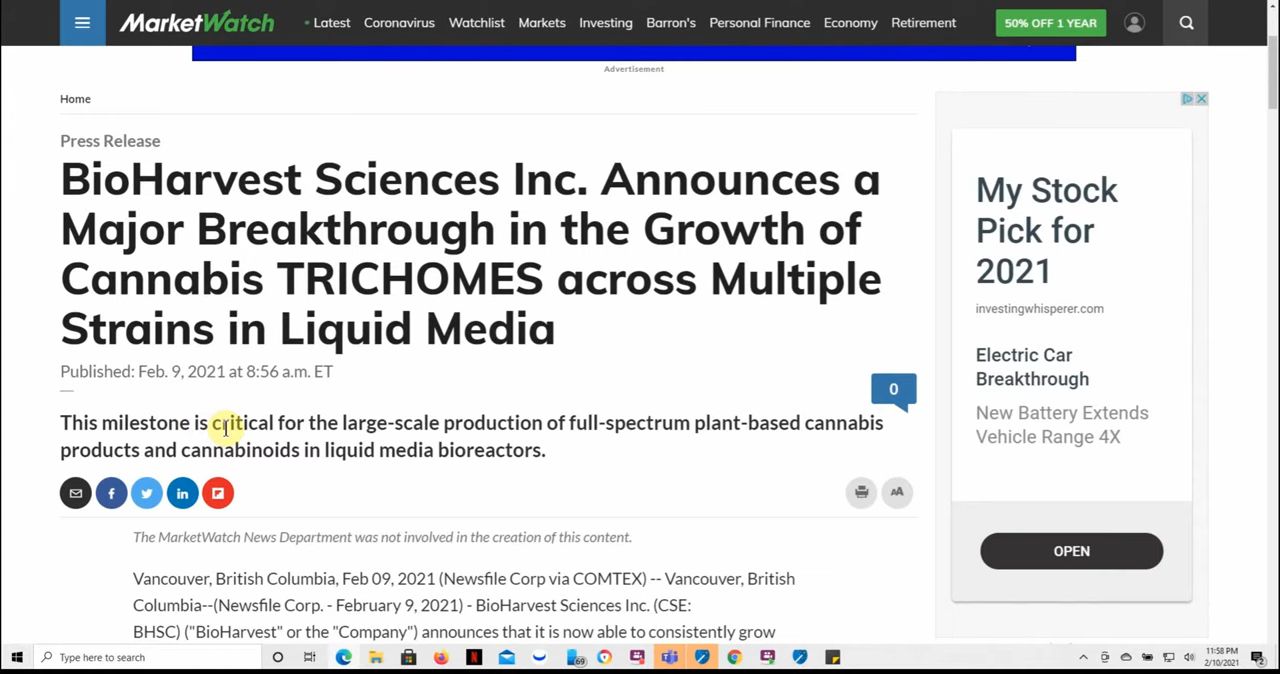 MarketWatch
Latest Coronavirus Watchlist Markets Investing Barron's Personal Finance Economy Retirement 50% OFF 1 YEAR
Advertisement
Home
Press Release
BioHarvest Sciences Inc. Announces a
Major Breakthrough in the Growth of
Cannabis TRICHOMES across Multiple
Strains in Liquid Media
Published: Feb. 9, 2021 at 8:56 a.m. ET
0
This milestone is critical for the large-scale production of full-spectrum plant-based cannabis
products and cannabinoids in liquid media bioreactors.
AA
The MarketWatch News Department was not involved in the creation of this content.
Vancouver, British Columbia, Feb 09, 2021 (Newsfile Corp via COMTEX) -- Vancouver, British
Columbia--(Newsfile Corp. - February 9, 2021) - BioHarvest Sciences Inc. (CSE:
BHSC) ("BioHarvest" or the "Company") announces that it is now able to consistently grow
My Stock
Pick for
2021
investingwhisperer.com
Electric Car
Breakthrough
New Battery Extends
Vehicle Range 4X
OPEN
Type here to search
69
11:58 PM
2/10/2021
2